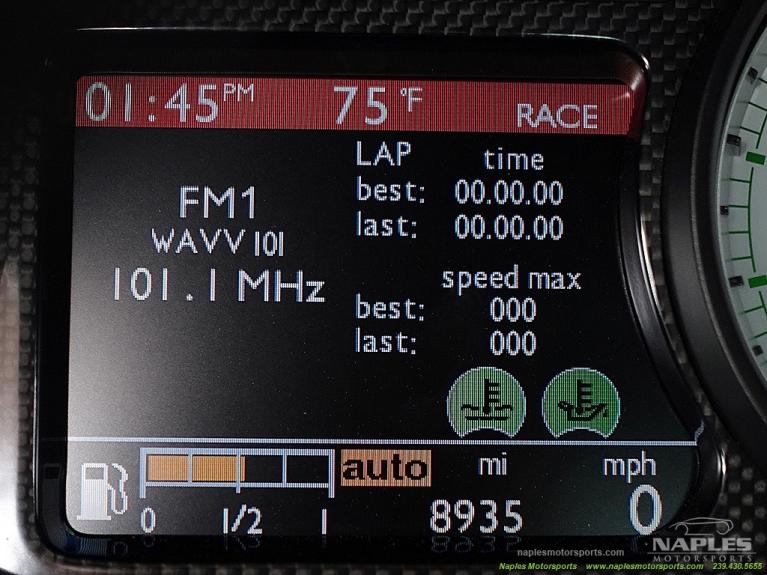 01:45 PM 75 °F RACE
LAP time
best: 00.00.00
last: 00.00.00
FM1
WAVV 101
101.1 MHz
speed max
best: 000
last: 000
auto mi mph
0 1/2 1 8935 0
NAPLES
MOTORSPORTS
naplesmotorsports.com
Naples Motorsports www.naplesmotorsports.com 239.430.5655